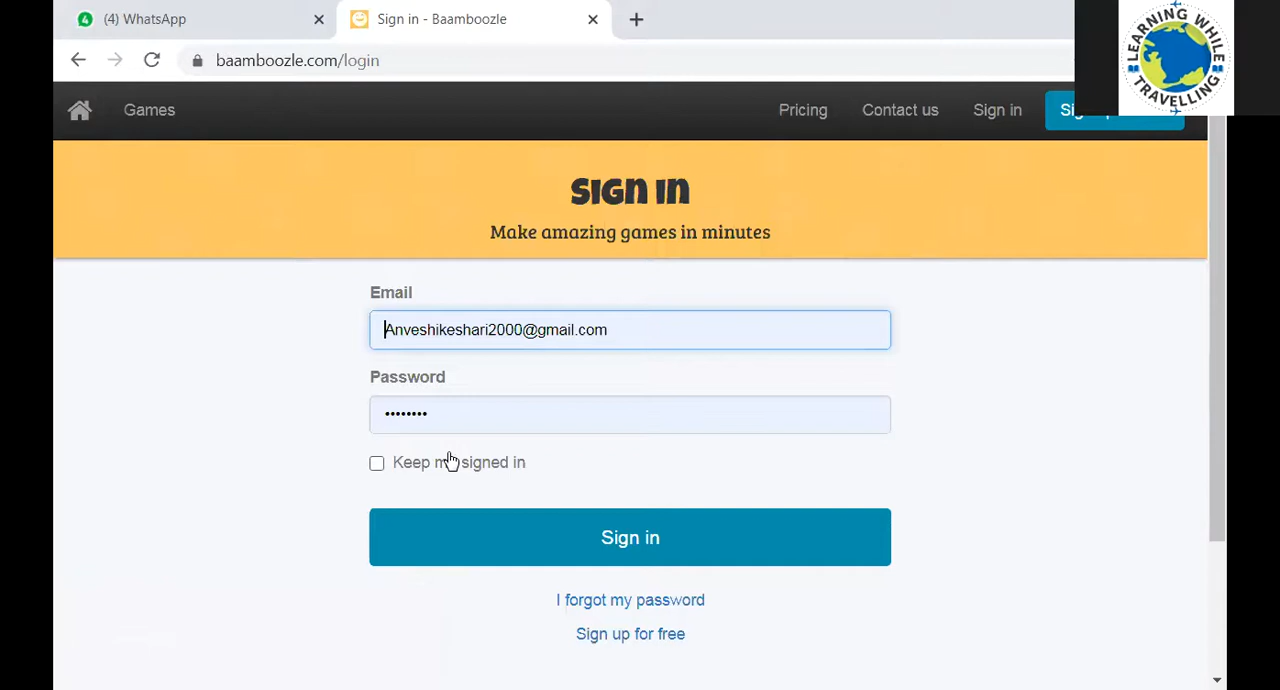 (4) WhatsApp
Sign in - Baamboozle
baamboozle.com/login
LEARNING WHILE TRAVELLING
Games
Pricing
Contact us
Sign in
Sign in
Make amazing games in minutes
Email
Anveshikeshari2000@gmail.com
Password
••••••••
Keep me signed in
Sign in
I forgot my password
Sign up for free